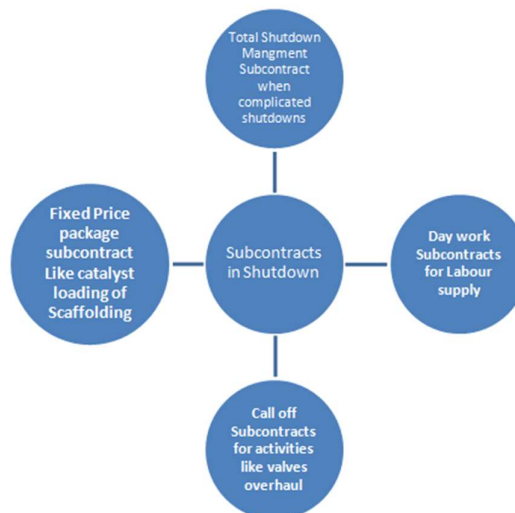 Total Shutdown
Mangment
Subcontract
when
complicated
shutdowns
Fixed Price
package
subcontract
Like catalyst
loading of
Scaffolding
Subcontracts
in Shutdown
Day work
Subcontracts
for Labour
supply
Call off
Subcontracts
for activities
like valves
overhaul